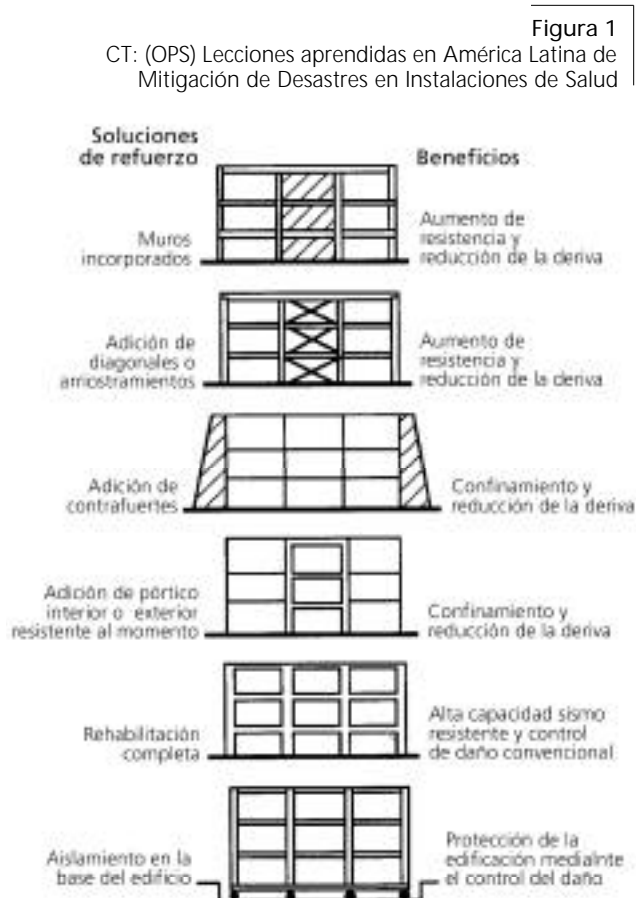 Figura 1
CT: (OPS) Lecciones aprendidas en América Latina de
Mitigación de Desastres en Instalaciones de Salud
Soluciones
de refuerzo
Beneficios
Muros
incorporados
Aumento de
resistencia y
reducción de la deriva
Adición de
diagonales o
arriostramientos
Aumento de
resistencia y
reducción de la deriva
Adición de
contrafuertes
Confinamiento y
reducción de la deriva
Adición de pórtico
interior o exterior
resistente al momento
Confinamiento y
reducción de la deriva
Rehabilitación
completa
Alta capacidad sismo
resistente y control
de daño convencional
Aislamiento en la
base del edificio
Protección de la
edificación medialnte
el control del daño